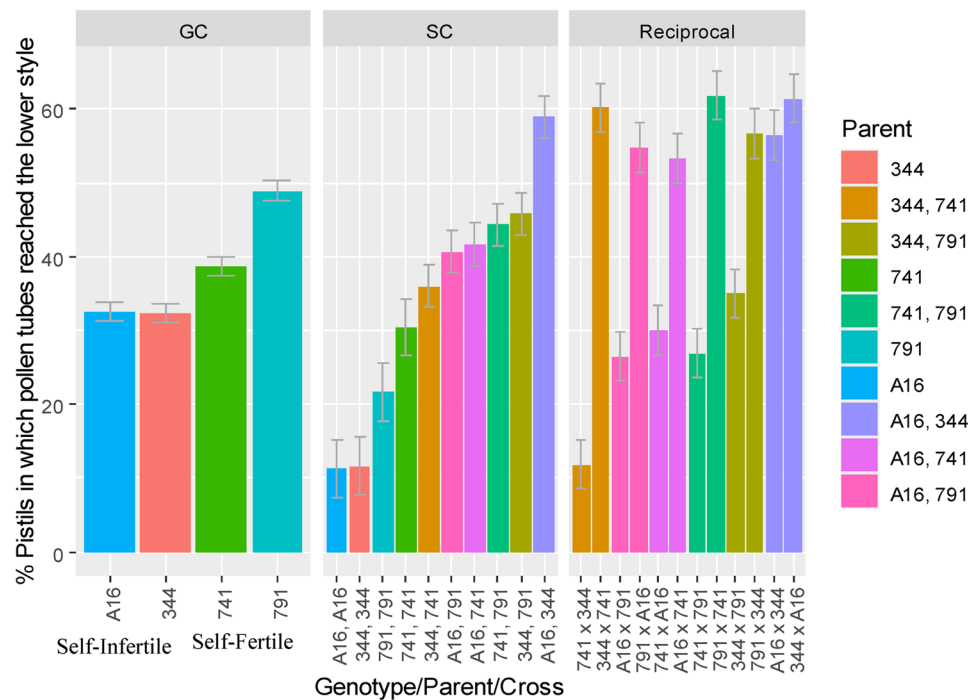 GC SC Reciprocal
% Pistils in which pollen tubes reached the lower style
60
40
20
0
A16 344 741 791
Self-Infertile Self-Fertile
A16, A16 344, 344 791, 791 741, 741 344, 741 A16, 791 A16, 741 741, 791 344, 791 A16, 344
741 x 344 344 x 741 A16 x 791 791 x A16 741 x A16 A16 x 741 741 x 791 791 x 741 344 x 791 791 x 344 A16 x 344 344 x A16
Genotype/Parent/Cross
Parent
344
344, 741
344, 791
741
741, 791
791
A16
A16, 344
A16, 741
A16, 791